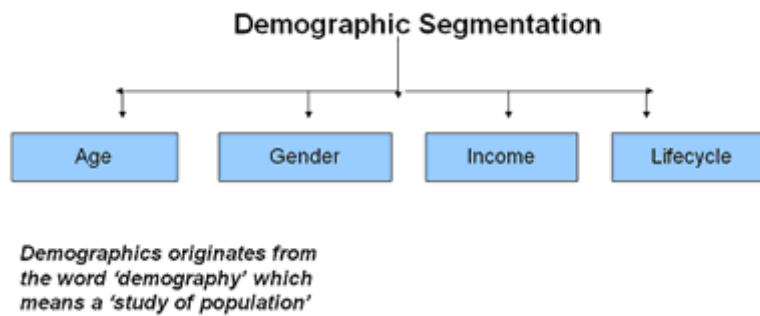 Demographic Segmentation
Age
Gender
Income
Lifecycle
Demographics originates from
the word ‘demography’ which
means a ‘study of population’